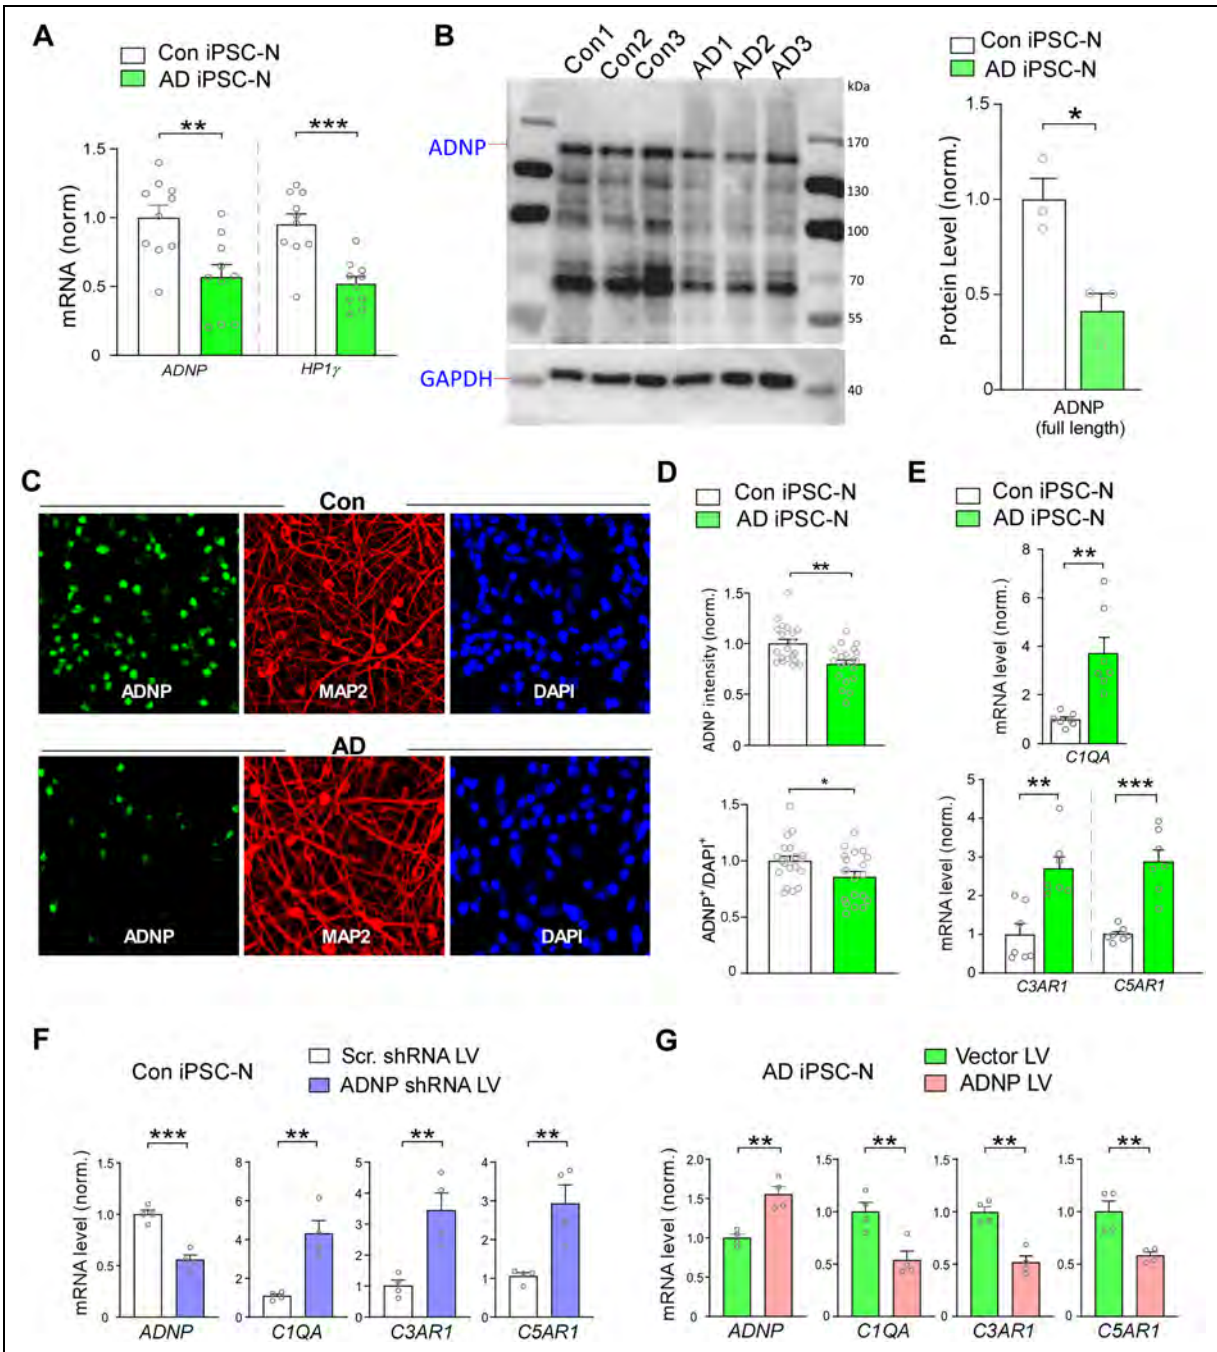 A
Con iPSC-N
AD iPSC-N
** ***
mRNA (norm)
1.5
1.0
0.5
0
ADNP HP1γ
B
Con1 Con2 Con3 AD1 AD2 AD3
kDa
ADNP
170
130
100
70
55
GAPDH
40
Con iPSC-N
AD iPSC-N
*
Protein Level (norm.)
1.5
1.0
0.5
0
ADNP
(full length)
C
Con
ADNP MAP2 DAPI
AD
ADNP MAP2 DAPI
D
Con iPSC-N
AD iPSC-N
**
ADNP intensity (norm.)
1.5
1.0
0.5
0
*
ADNP+/DAPI+
1.5
1.0
0.5
0
E
Con iPSC-N
AD iPSC-N
**
mRNA level (norm.)
8
6
4
2
0
C1QA
** ***
mRNA level (norm.)
5
4
3
2
1
0
C3AR1 C5AR1
F
Con iPSC-N
Scr. shRNA LV
ADNP shRNA LV
*** ** ** **
mRNA level (norm.)
1.5
1.0
0.5
0
ADNP
8
6
4
2
0
C1QA
5
4
3
2
1
0
C3AR1
4
3
2
1
0
C5AR1
G
AD iPSC-N
Vector LV
ADNP LV
** ** ** **
mRNA level (norm.)
2.0
1.5
1.0
0.5
0
ADNP
1.5
1.0
0.5
0
C1QA
1.5
1.0
0.5
0
C3AR1
1.5
1.0
0.5
0
C5AR1